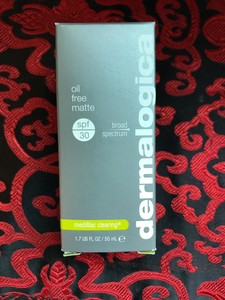 oil
free
matte
spf
30
broad
spectrum
dermalogica
mediBac clearing®
1.7 US FL OZ / 50 mL ℮